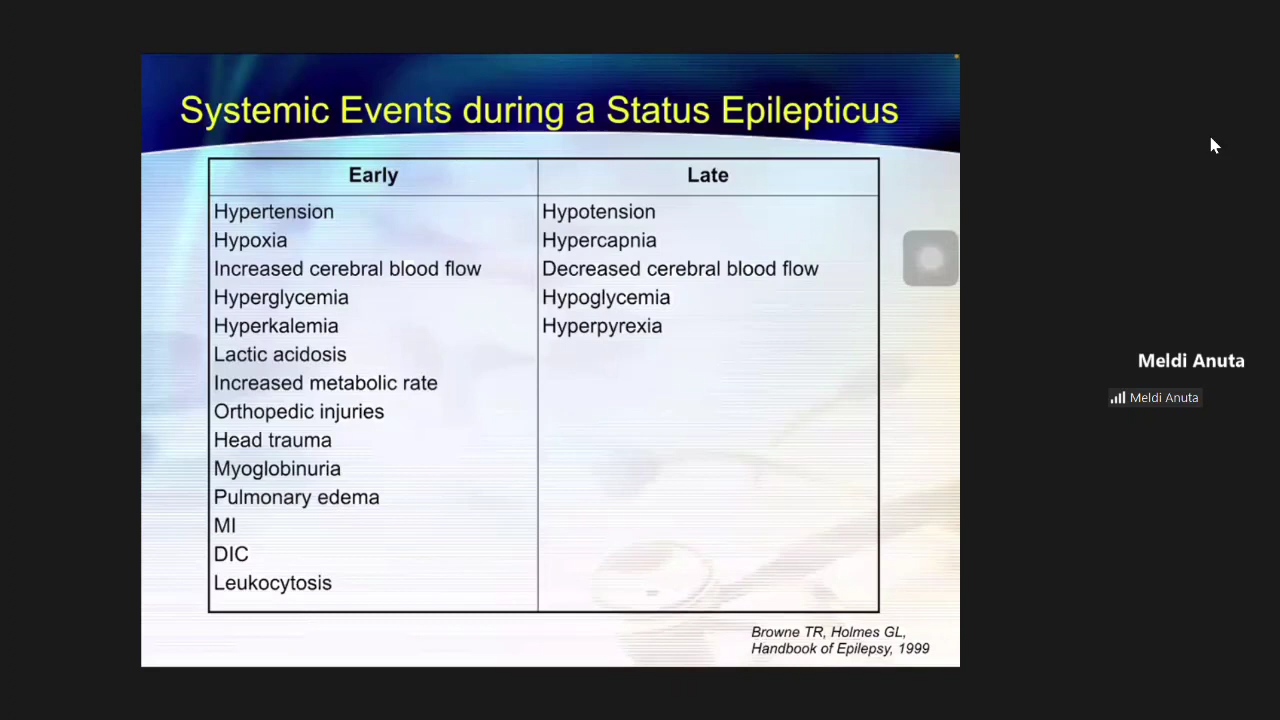 Systemic Events during a Status Epilepticus
Early
Late
Hypertension
Hypoxia
Increased cerebral blood flow
Hyperglycemia
Hyperkalemia
Lactic acidosis
Increased metabolic rate
Orthopedic injuries
Head trauma
Myoglobinuria
Pulmonary edema
MI
DIC
Leukocytosis
Hypotension
Hypercapnia
Decreased cerebral blood flow
Hypoglycemia
Hyperpyrexia
Browne TR, Holmes GL,
Handbook of Epilepsy, 1999
Meldi Anuta
Meldi Anuta